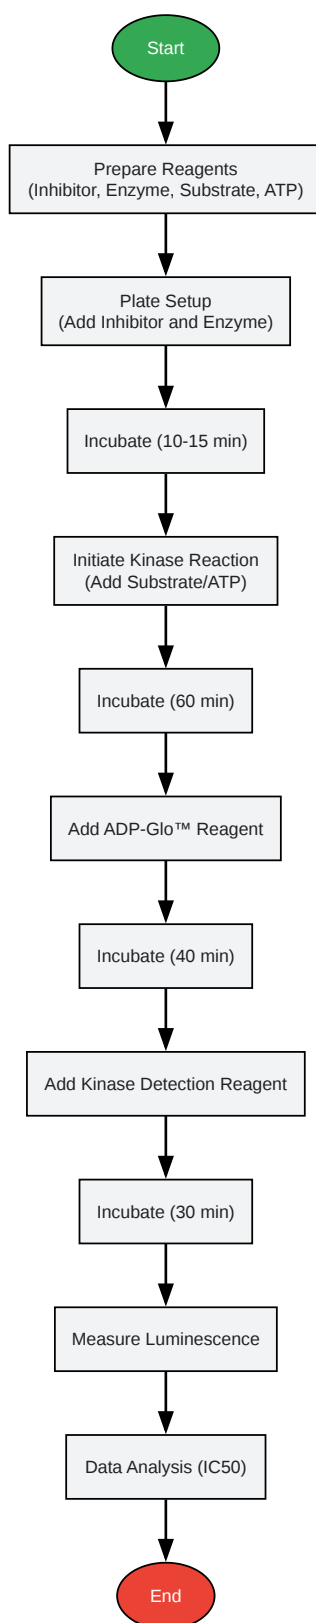 Start
Prepare Reagents
(Inhibitor, Enzyme, Substrate, ATP)
Plate Setup
(Add Inhibitor and Enzyme)
Incubate (10-15 min)
Initiate Kinase Reaction
(Add Substrate/ATP)
Incubate (60 min)
Add ADP-Glo™ Reagent
Incubate (40 min)
Add Kinase Detection Reagent
Incubate (30 min)
Measure Luminescence
Data Analysis (IC50)
End